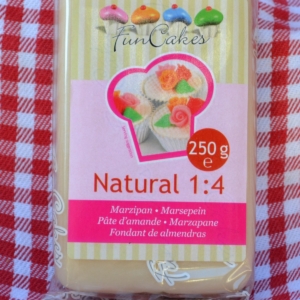 FunCakes
250 g
e
Natural 1:4
Marzipan • Marsepein
Pâte d'amande • Marzapane
Fondant de almendras